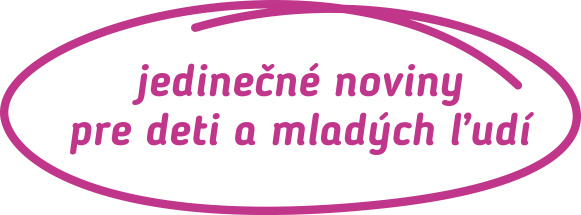 jedinečné noviny
pre deti a mladých ľudí